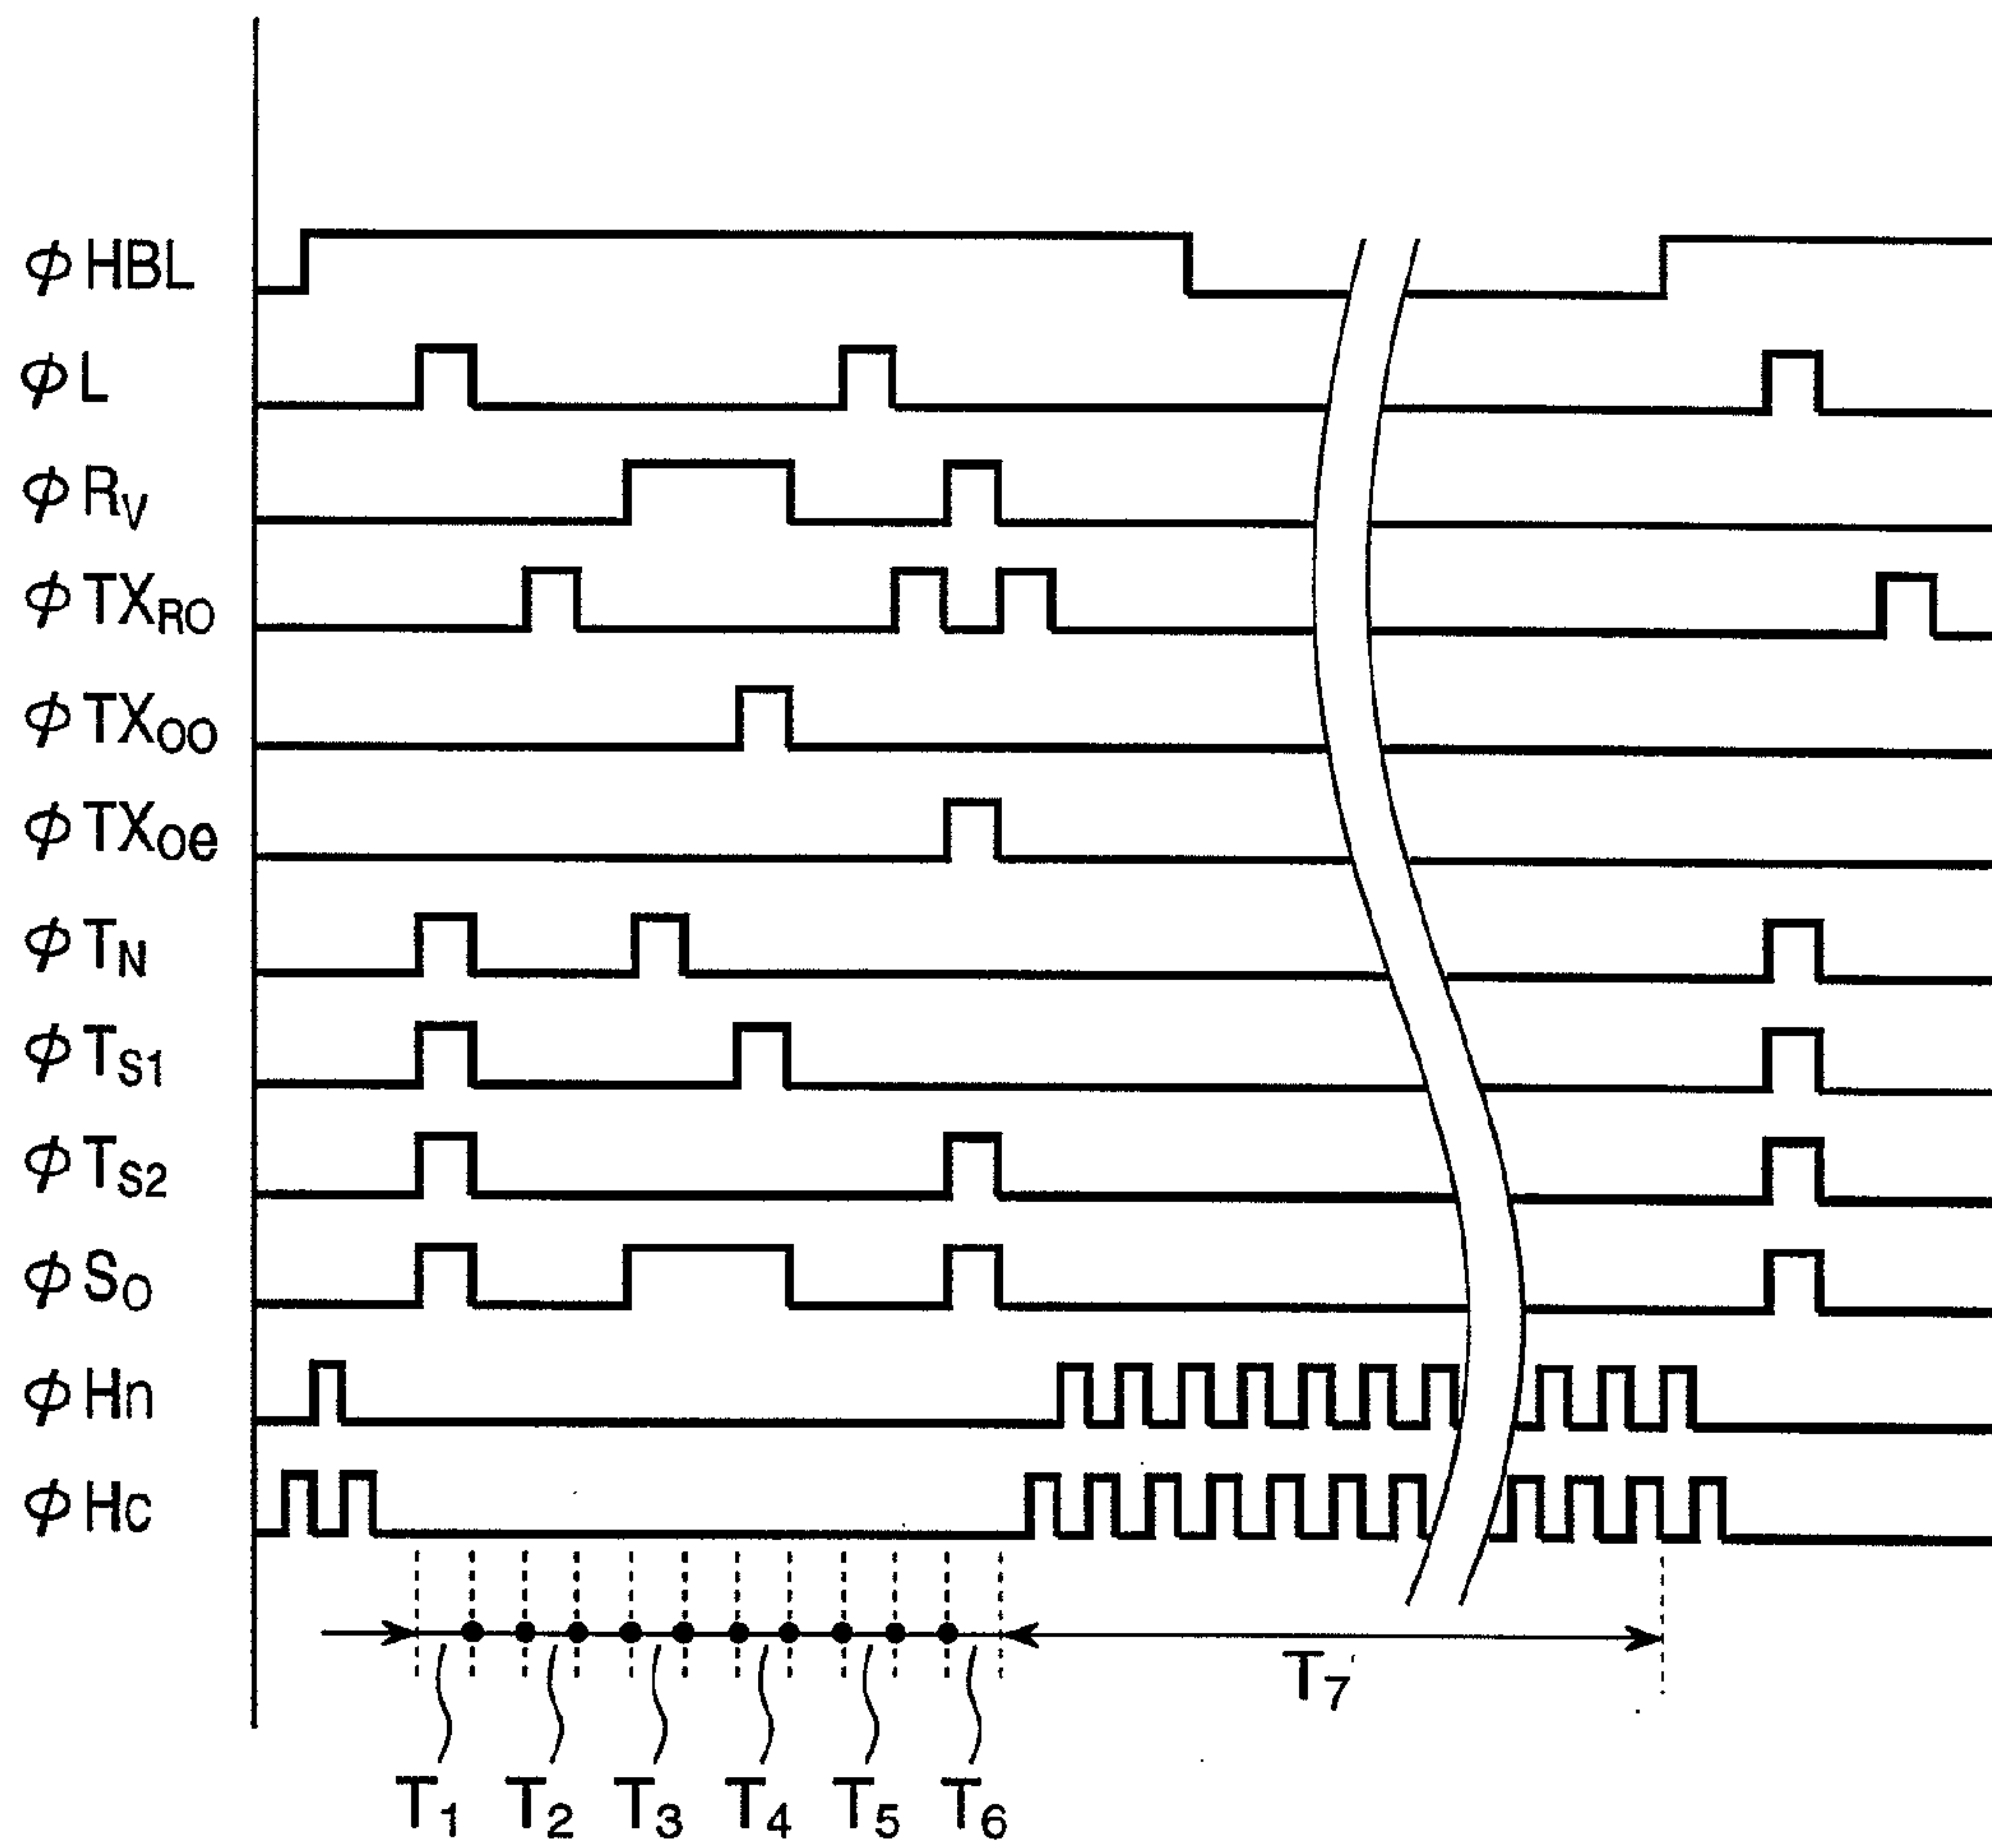 ϕHBL
ϕL
ϕRV
ϕTXRO
ϕTXOO
ϕTXOe
ϕTN
ϕTS1
ϕTS2
ϕSO
ϕHn
ϕHc
T7
T1 T2 T3 T4 T5 T6